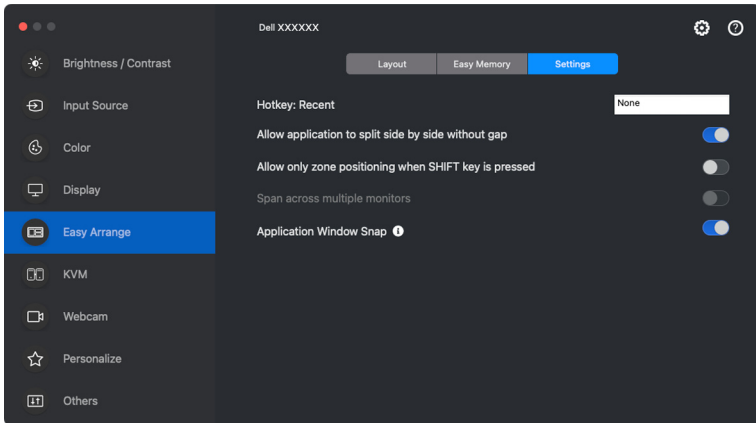 Dell XXXXXX
Brightness / Contrast
Input Source
Color
Display
Easy Arrange
KVM
Webcam
Personalize
Others
Layout
Easy Memory
Settings
Hotkey: Recent
None
Allow application to split side by side without gap
Allow only zone positioning when SHIFT key is pressed
Span across multiple monitors
Application Window Snap